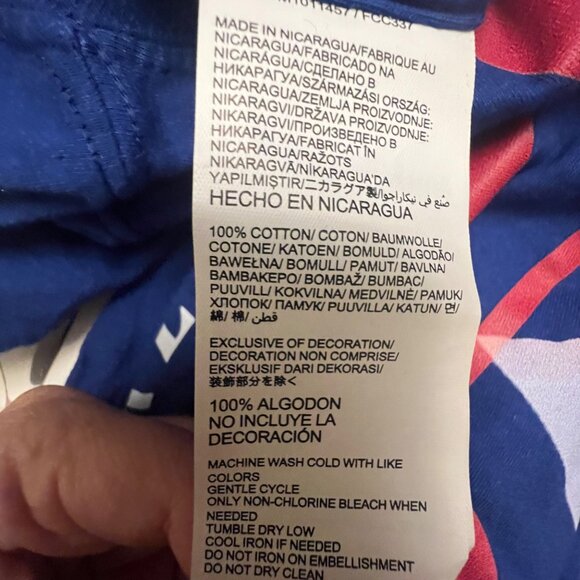 MADE IN NICARAGUA/FABRIQUE AU
NICARAGUA/FABRICADO NA
NICARÁGUA/СДЕЛАНО В
НИКАРАГУА/SZÁRMAZÁSI ORSZÁG:
NIKARAGUA/ZEMLJA PROIZVODNJE:
NIKARAGVI/DRŽAVA PROIZVODNJE:
NIKARAGVI/ПРОИЗВЕДЕНО В
НИКАРАГУА/FABRICAT ÎN
NICARAGUA/RAŽOTS
NIKARAGVĀ/NİKARAGUA'DA
YAPILMIŞTIR/ニカラグア製/صنع في نيكاراجوا
HECHO EN NICARAGUA
100% COTTON/ COTON/ BAUMWOLLE/
COTONE/ KATOEN/ BOMULD/ ALGODÃO/
BAWEŁNA/ BOMULL/ PAMUT/ BAVLNA/
ΒΑΜΒΑΚΕΡΟ/ BOMBAŽ/ BUMBAC/
PUUVILL/ KOKVILNA/ MEDVILNĖ/ PAMUK/
ХЛОПОК/ ПАМУК/ PUUVILLA/ KATUN/ 면/
綿/ 棉/ قطن/
EXCLUSIVE OF DECORATION/
DECORATION NON COMPRISE/
EKSKLUSIF DARI DEKORASI/
装飾部分を除く
100% ALGODON
NO INCLUYE LA
DECORACIÓN
MACHINE WASH COLD WITH LIKE
COLORS
GENTLE CYCLE
ONLY NON-CHLORINE BLEACH WHEN
NEEDED
TUMBLE DRY LOW
COOL IRON IF NEEDED
DO NOT IRON ON EMBELLISHMENT
DO NOT DRY CLEAN